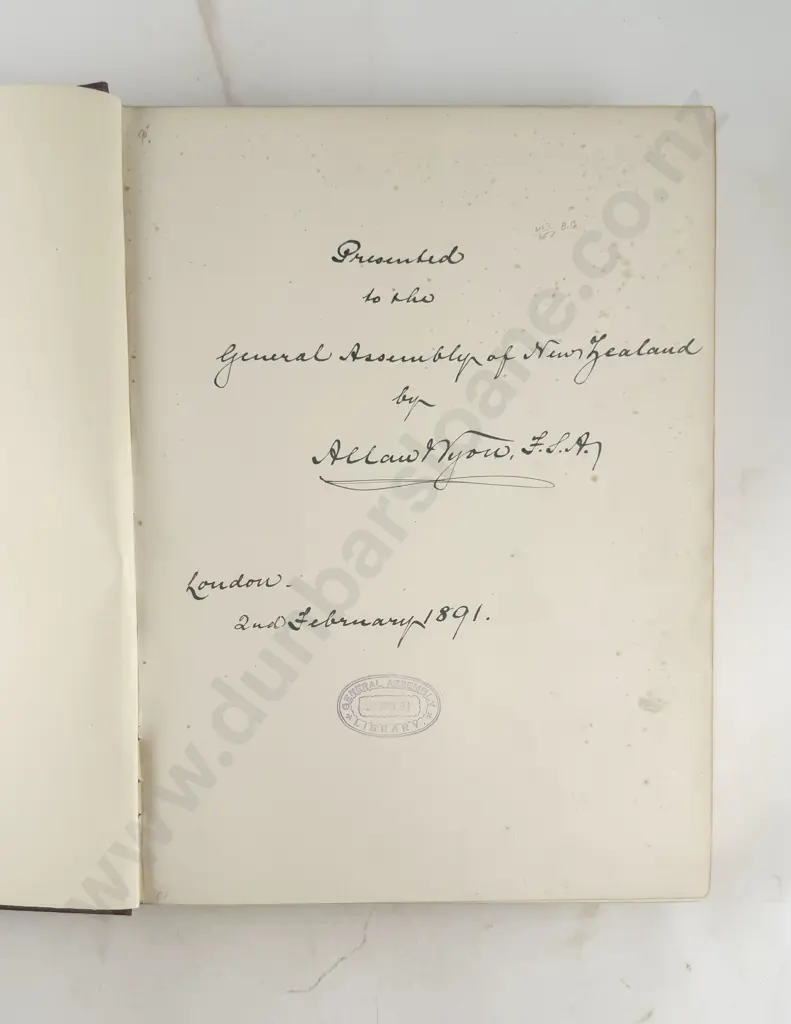 Presented
to the
General Assembly of New Zealand
by
Allan Wyon, F.S.A.
London.
2nd February 1891.
GENERAL ASSEMBLY
LIBRARY
www.dunbarsloane.co.nz